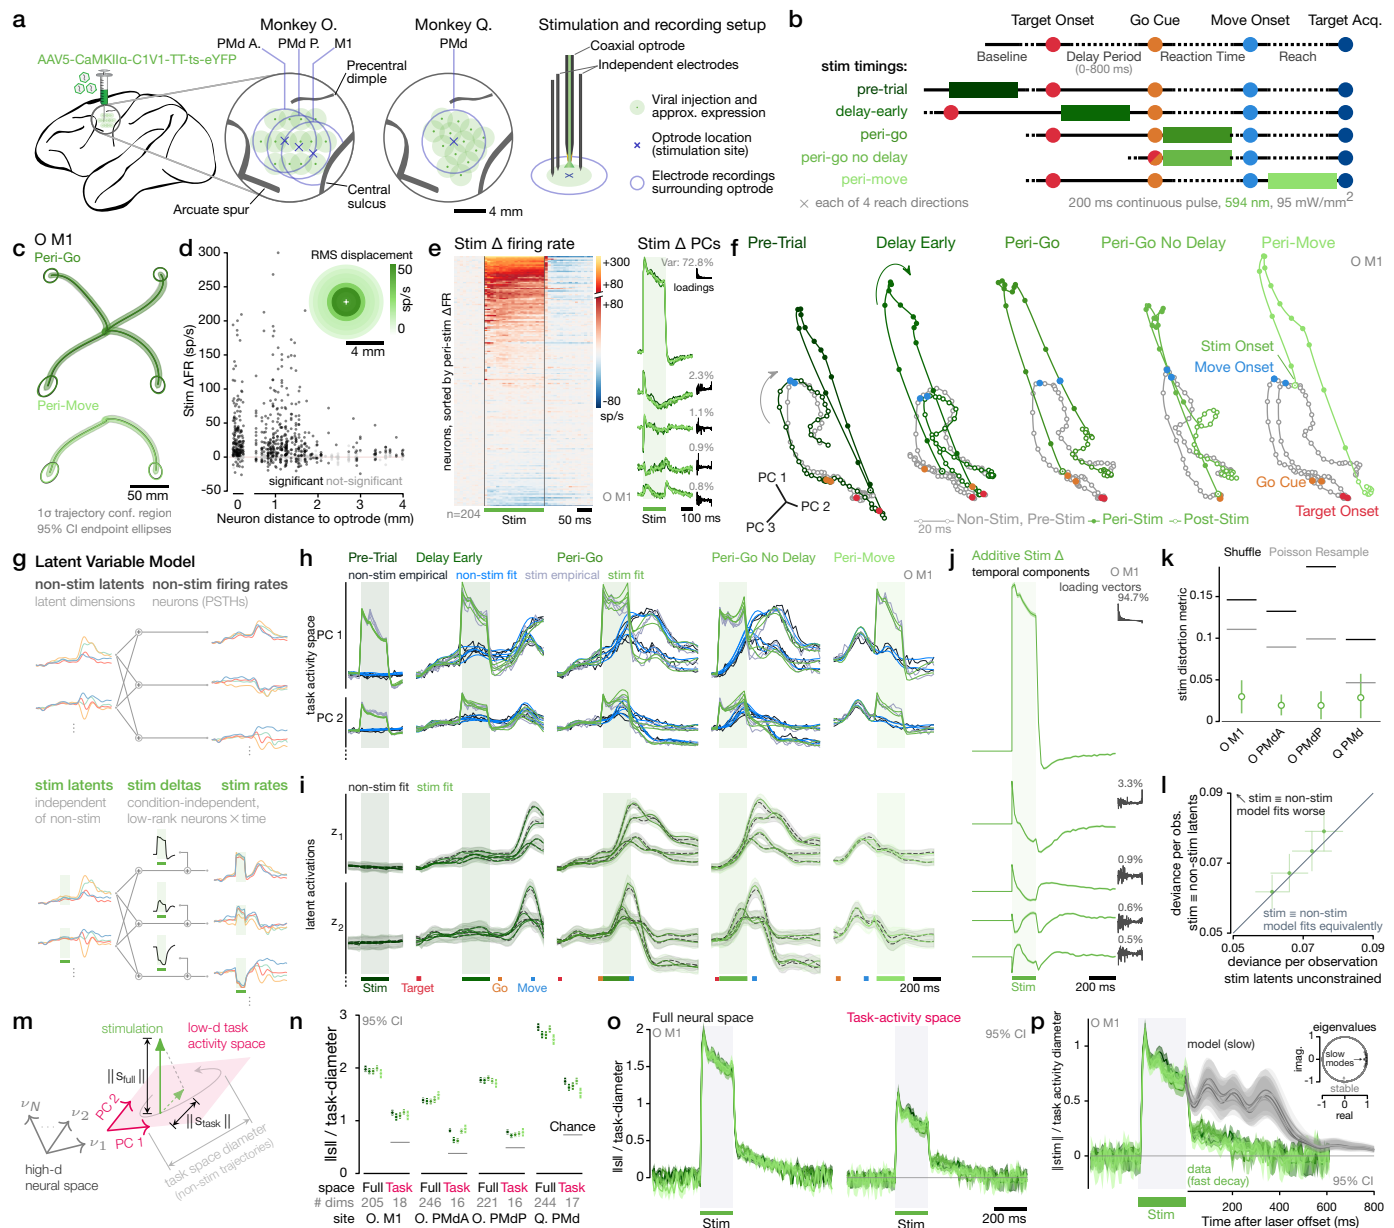 a
Monkey O.
Monkey Q.
Stimulation and recording setup
AAV5-CaMKIIα-C1V1-TT-ts-eYFP
PMd A.
PMd P.
M1
PMd
Precentral
dimple
Arcuate spur
Central
sulcus
4 mm
Coaxial optrode
Independent electrodes
Viral injection and
approx. expression
Optrode location
(stimulation site)
Electrode recordings
surrounding optrode
b
Target Onset
Go Cue
Move Onset
Target Acq.
Baseline
Delay Period
(0-800 ms)
Reaction Time
Reach
stim timings:
pre-trial
delay-early
peri-go
peri-go no delay
peri-move
× each of 4 reach directions
200 ms continuous pulse, 594 nm, 95 mW/mm2
c
O M1
Peri-Go
Peri-Move
50 mm
1σ trajectory conf. region
95% CI endpoint ellipses
d
Stim ΔFR (sp/s)
300
250
200
150
100
50
0
-50
RMS displacement
50
sp/s
0
4 mm
significant
not-significant
0
1
2
3
4
Neuron distance to optrode (mm)
e
Stim Δ firing rate
neurons, sorted by peri-stim ΔFR
+300
+80
+80
-80
sp/s
n=204
Stim
50 ms
Stim Δ PCs
Var: 72.8%
loadings
2.3%
1.1%
0.9%
0.8%
O M1
Stim
100 ms
f
Pre-Trial
Delay Early
Peri-Go
Peri-Go No Delay
Peri-Move
O M1
Stim Onset
Move Onset
Go Cue
Target Onset
PC 1
PC 2
PC 3
Non-Stim, Pre-Stim
Peri-Stim
Post-Stim
20 ms
g
Latent Variable Model
non-stim latents
non-stim firing rates
latent dimensions
neurons (PSTHs)
stim latents
stim deltas
stim rates
independent
of non-stim
condition-independent,
low-rank neurons × time
h
Pre-Trial
Delay Early
Peri-Go
Peri-Go No Delay
Peri-Move
non-stim empirical
non-stim fit
stim empirical
stim fit
O M1
task activity space
PC 1
PC 2
i
non-stim fit
stim fit
latent activations
z1
z2
Stim
Target
Go
Move
200 ms
j
Additive Stim Δ
temporal components
O M1
loading vectors
94.7%
3.3%
0.9%
0.6%
0.5%
Stim
200 ms
k
Shuffle
Poisson Resample
stim distortion metric
0.15
0.1
0.05
0
O M1
O PMdA
O PMdP
Q PMd
l
0.09
0.07
0.05
stim ≡ non-stim
model fits worse
deviance per obs.
stim ≡ non-stim latents
stim ≡ non-stim
model fits equivalently
0.05
0.07
0.09
deviance per observation
stim latents unconstrained
m
stimulation
low-d task
activity space
||sfull||
||stask||
PC 2
PC 1
νN
ν2
ν1
high-d
neural space
task space diameter
(non-stim trajectories)
n
||s|| / task-diameter
3
2
1
0
95% CI
Chance
space
Full
Task
Full
Task
Full
Task
Full
Task
# dims
205
18
246
16
221
16
244
17
site
O. M1
O. PMdA
O. PMdP
Q. PMd
o
Full neural space
O M1
Task-activity space
95% CI
||s|| / task-diameter
2
1.5
1
0.5
0
Stim
Stim
200 ms
p
O M1
||stim|| / task activity diameter
1
0.5
0
model (slow)
eigenvalues
imag.
1
-1
slow
modes
stable
-1
0
1
real
data
(fast decay)
95% CI
Stim
200
400
600
800
Time after laser offset (ms)